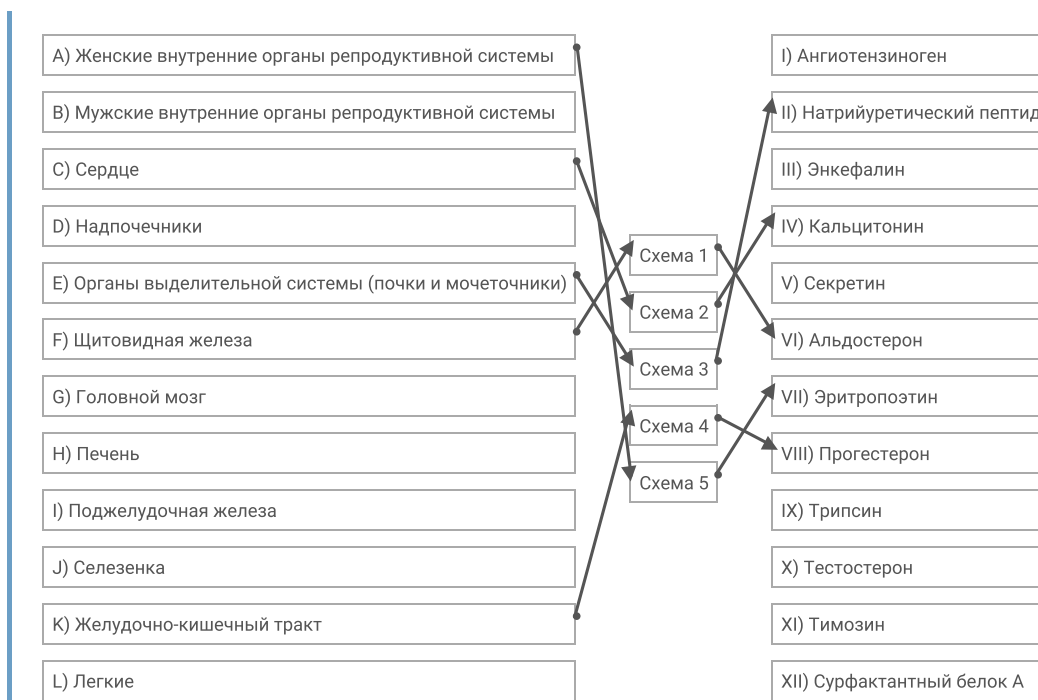 A) Женские внутренние органы репродуктивной системы
B) Мужские внутренние органы репродуктивной системы
C) Сердце
D) Надпочечники
E) Органы выделительной системы (почки и мочеточники)
F) Щитовидная железа
G) Головной мозг
H) Печень
I) Поджелудочная железа
J) Селезенка
K) Желудочно-кишечный тракт
L) Легкие
Схема 1
Схема 2
Схема 3
Схема 4
Схема 5
I) Ангиотензиноген
II) Натрийуретический пептид
III) Энкефалин
IV) Кальцитонин
V) Секретин
VI) Альдостерон
VII) Эритропоэтин
VIII) Прогестерон
IX) Трипсин
X) Тестостерон
XI) Тимозин
XII) Сурфактантный белок А